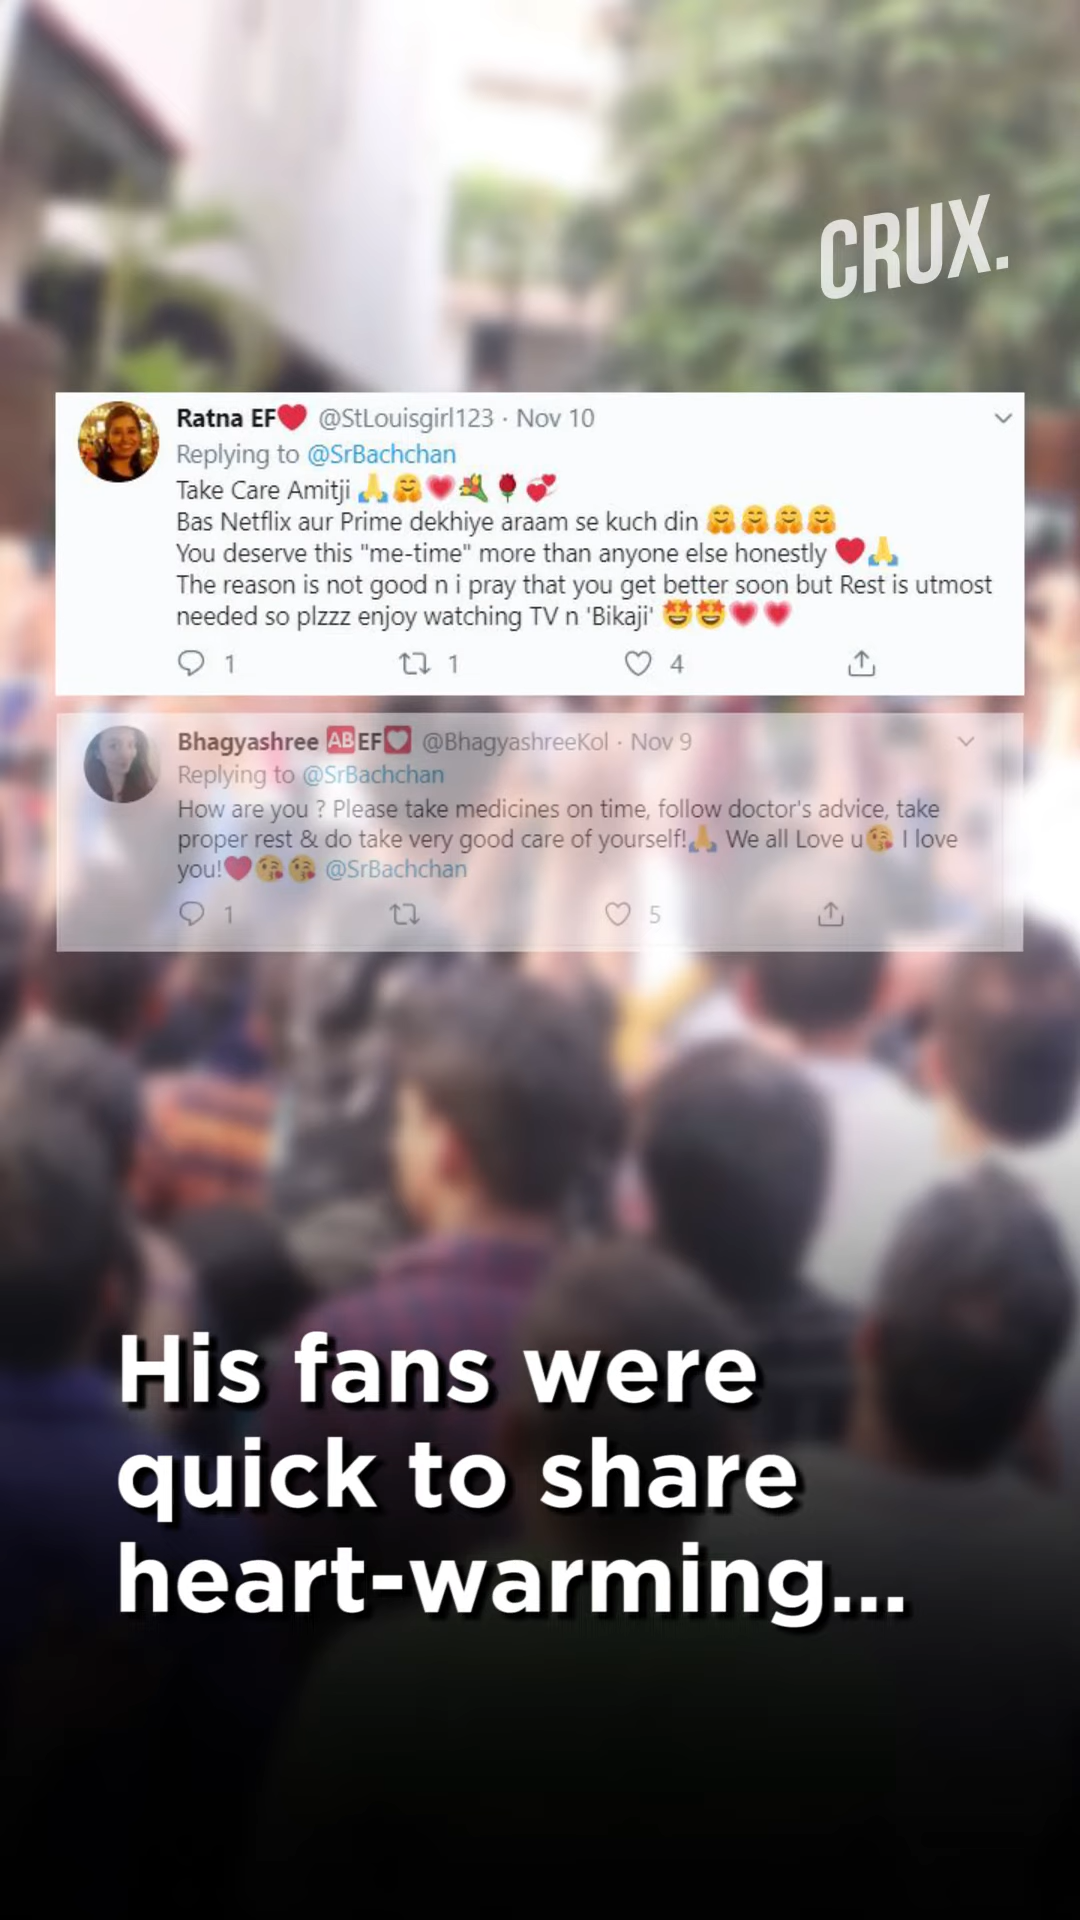 CRUX.
Ratna EF❤️ @StLouisgirl123 · Nov 10
Replying to @SrBachchan
Take Care Amitji 🙏🤗💗💐🌹💞
Bas Netflix aur Prime dekhiye araam se kuch din 🤗🤗🤗🤗
You deserve this "me-time" more than anyone else honestly ❤️🙏
The reason is not good n i pray that you get better soon but Rest is utmost
needed so plzzz enjoy watching TV n 'Bikaji' 🤩🤩💗💗
1 1 4
Bhagyashree 🆎EF💟 @BhagyashreeKol · Nov 9
Replying to @SrBachchan
How are you ? Please take medicines on time, follow doctor's advice, take
proper rest & do take very good care of yourself!🙏 We all Love u😘 I love
you!❤️😘😘 @SrBachchan
1 5
His fans were
quick to share
heart-warming...